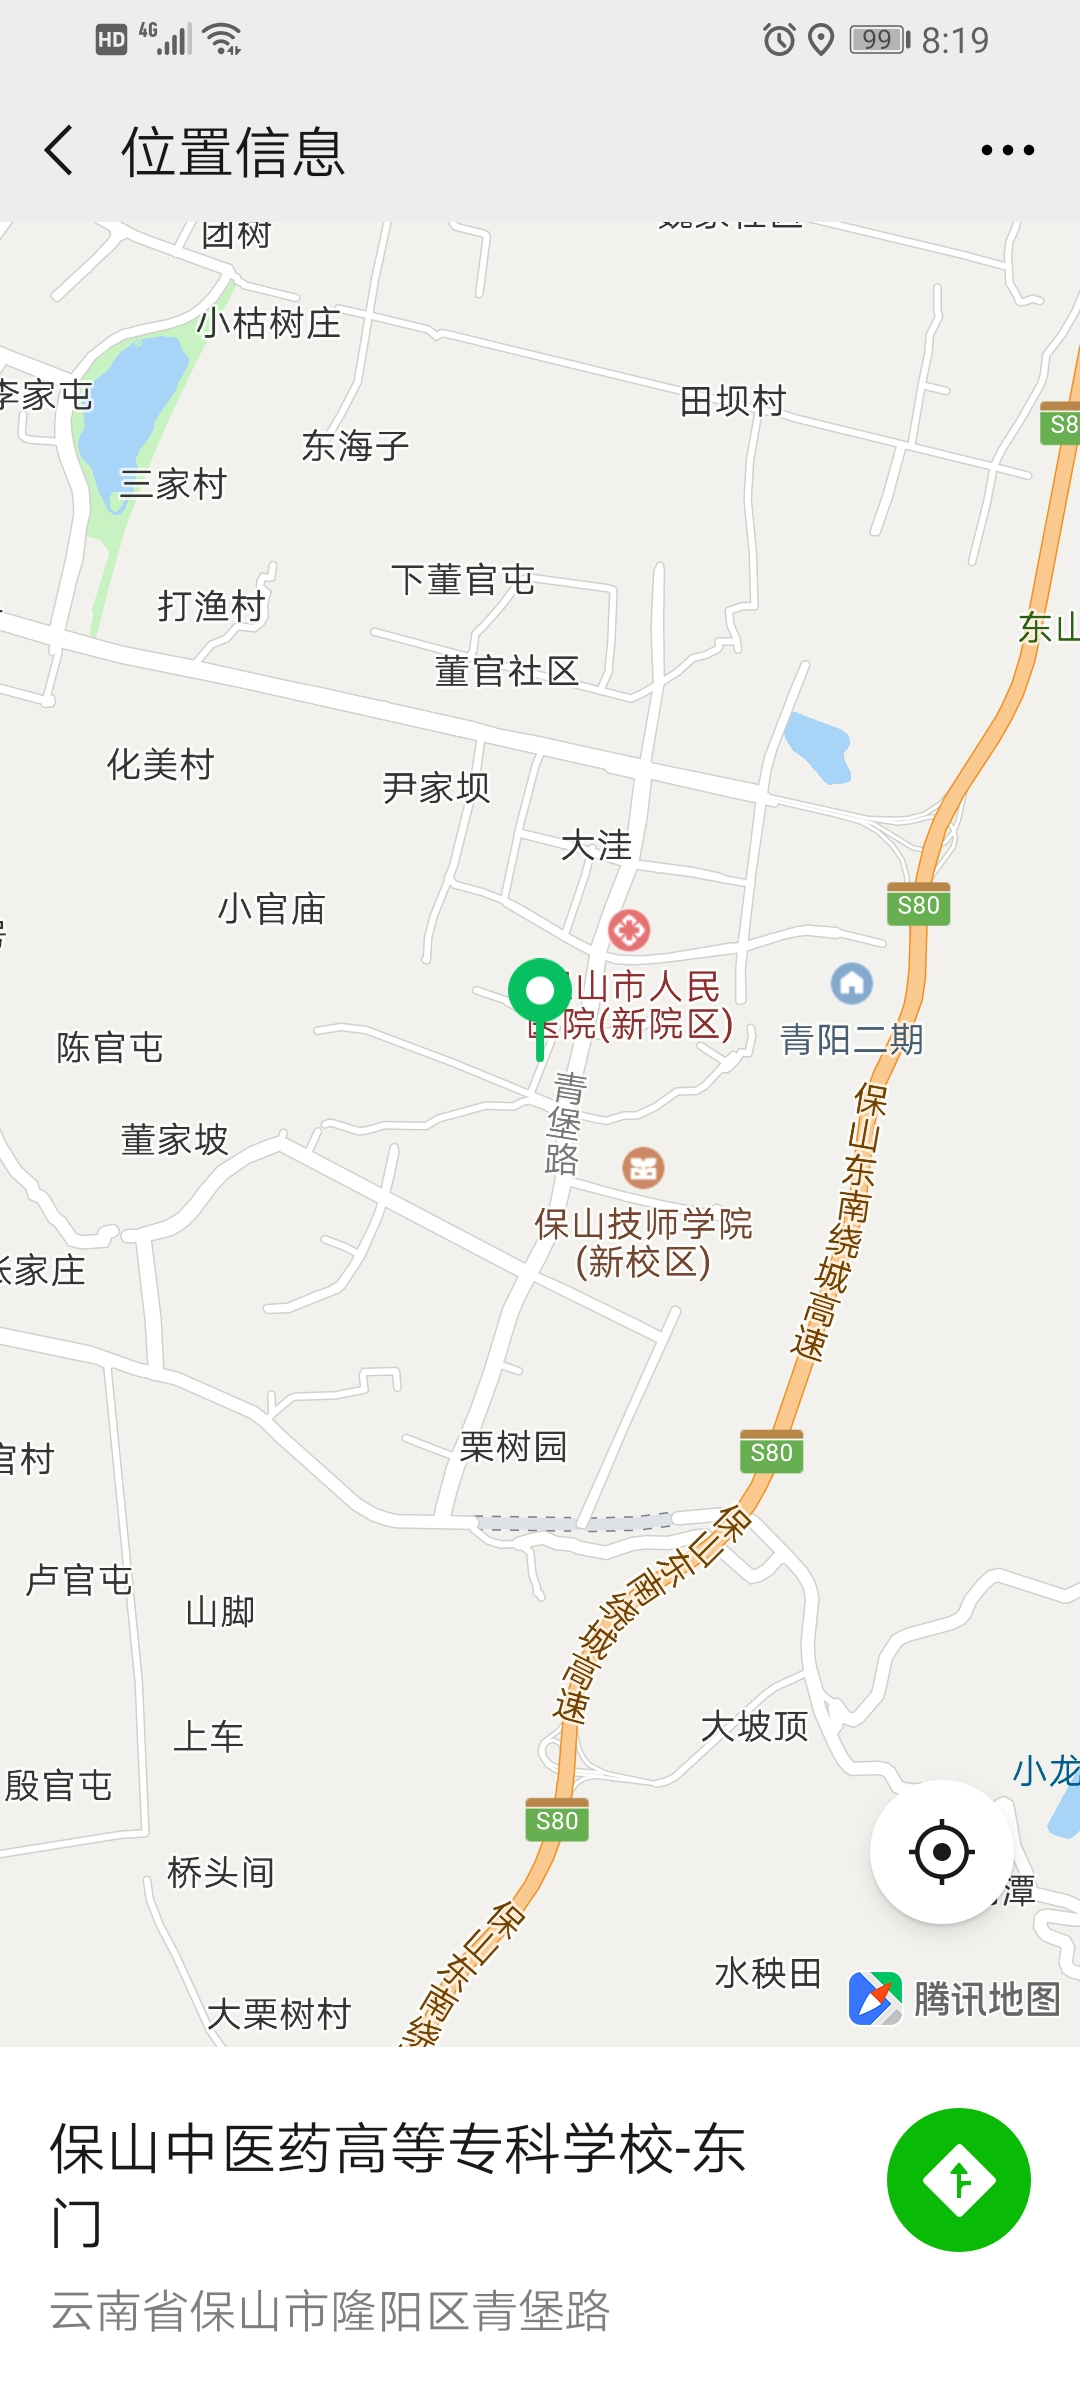 HD 4G 99 8:19
位置信息
团树
小枯树庄
李家屯
田坝村
S8
东海子
三家村
下董官屯
打渔村
东山
董官社区
化美村
尹家坝
大洼
小官庙
S80
山市人民
医院(新院区)
青阳二期
陈官屯
青堡路
保山东南绕城高速
董家坡
保山技师学院
(新校区)
张家庄
栗树园
官村
S80
保山东南绕城高速
卢官屯
山脚
上车
大坡顶
殷官屯
小龙
S80
桥头间
潭
保山东南绕
水秧田
大栗树村
腾讯地图
保山中医药高等专科学校-东
门
云南省保山市隆阳区青堡路